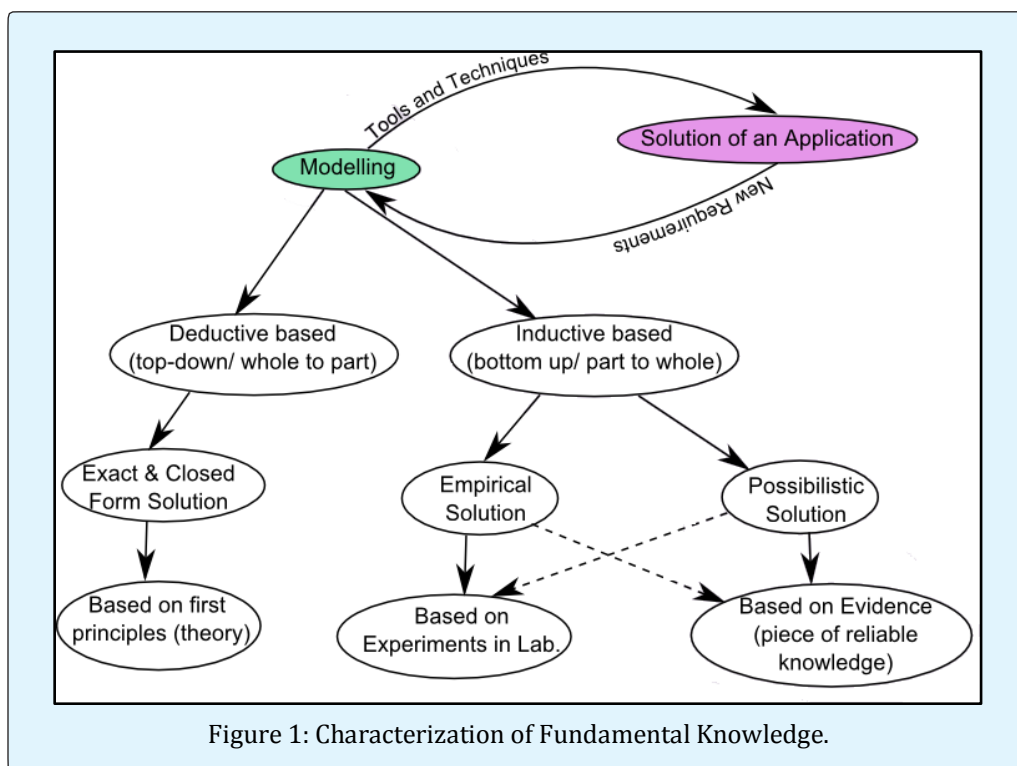 Tools and Techniques
Solution of an Application
Modelling
New Requirements
Deductive based
(top-down/ whole to part)
Inductive based
(bottom up/ part to whole)
Exact & Closed
Form Solution
Empirical
Solution
Possibilistic
Solution
Based on first
principles (theory)
Based on
Experiments in Lab.
Based on Evidence
(piece of reliable
knowledge)
Figure 1: Characterization of Fundamental Knowledge.